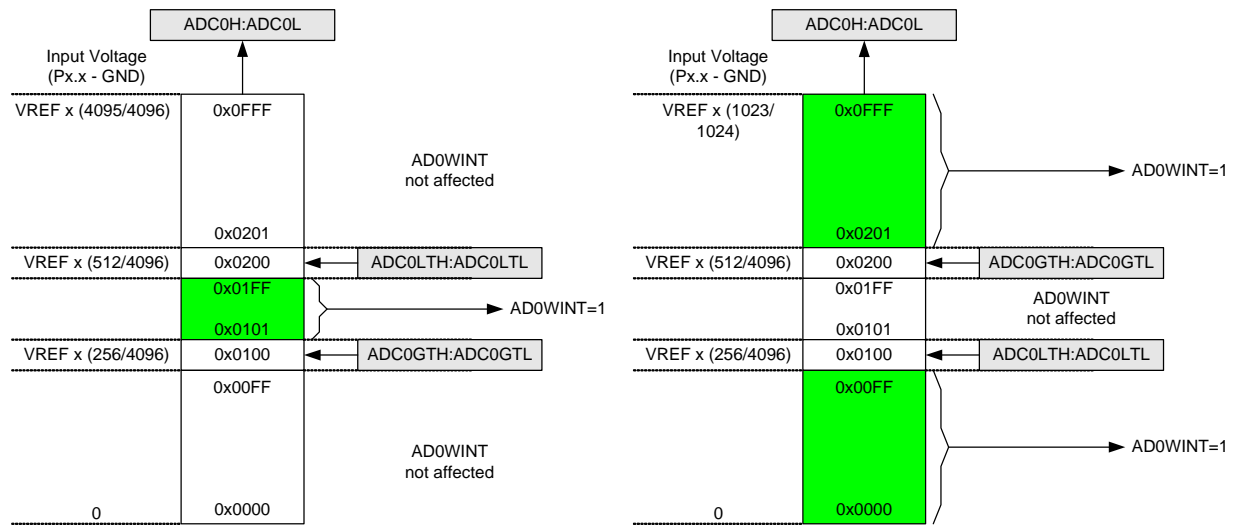 ADC0H:ADC0L
Input Voltage
(Px.x - GND)
VREF x (4095/4096)
0x0FFF
AD0WINT
not affected
0x0201
VREF x (512/4096)
0x0200
ADC0LTH:ADC0LTL
0x01FF
AD0WINT=1
0x0101
VREF x (256/4096)
0x0100
ADC0GTH:ADC0GTL
0x00FF
AD0WINT
not affected
0
0x0000
ADC0H:ADC0L
Input Voltage
(Px.x - GND)
VREF x (1023/
1024)
0x0FFF
AD0WINT=1
0x0201
VREF x (512/4096)
0x0200
ADC0GTH:ADC0GTL
0x01FF
AD0WINT
not affected
0x0101
VREF x (256/4096)
0x0100
ADC0LTH:ADC0LTL
0x00FF
AD0WINT=1
0
0x0000